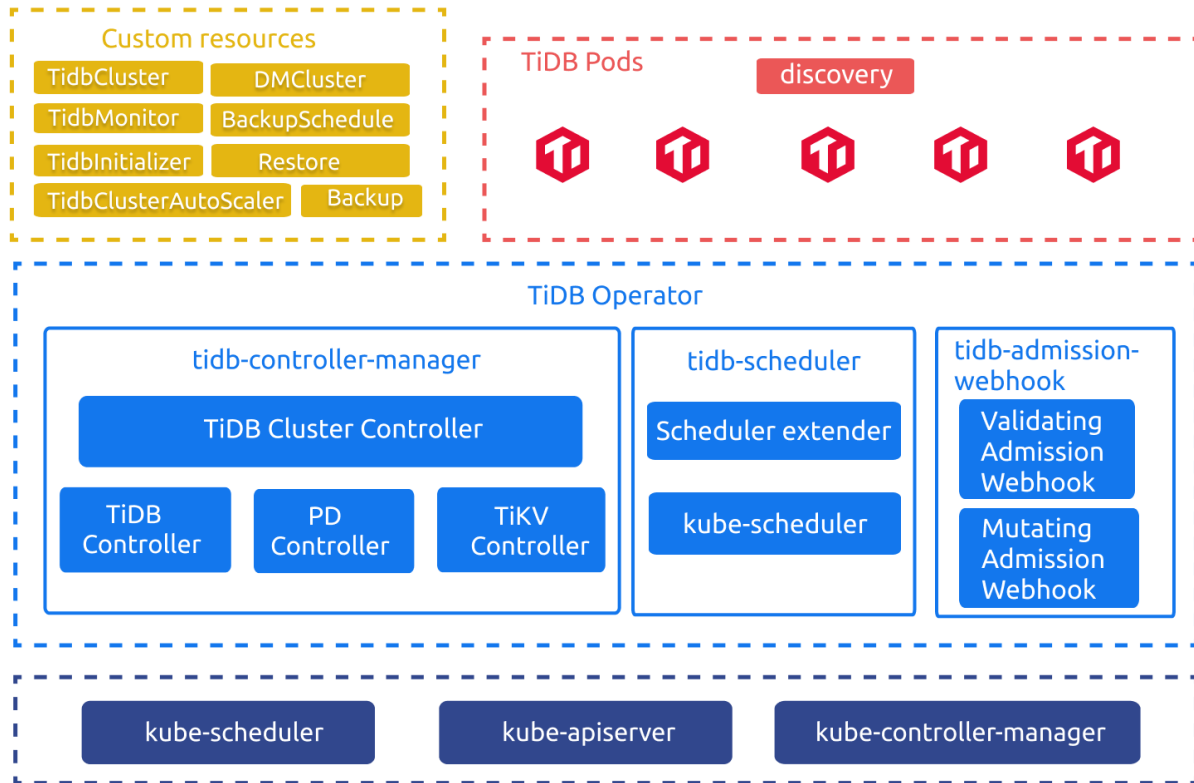 Custom resources
TidbCluster
DMCluster
TidbMonitor
BackupSchedule
TidbInitializer
Restore
TidbClusterAutoScaler
Backup
TiDB Pods
discovery
TiDB Operator
tidb-controller-manager
TiDB Cluster Controller
TiDB
Controller
PD
Controller
TiKV
Controller
tidb-scheduler
Scheduler extender
kube-scheduler
tidb-admission-
webhook
Validating
Admission
Webhook
Mutating
Admission
Webhook
kube-scheduler
kube-apiserver
kube-controller-manager